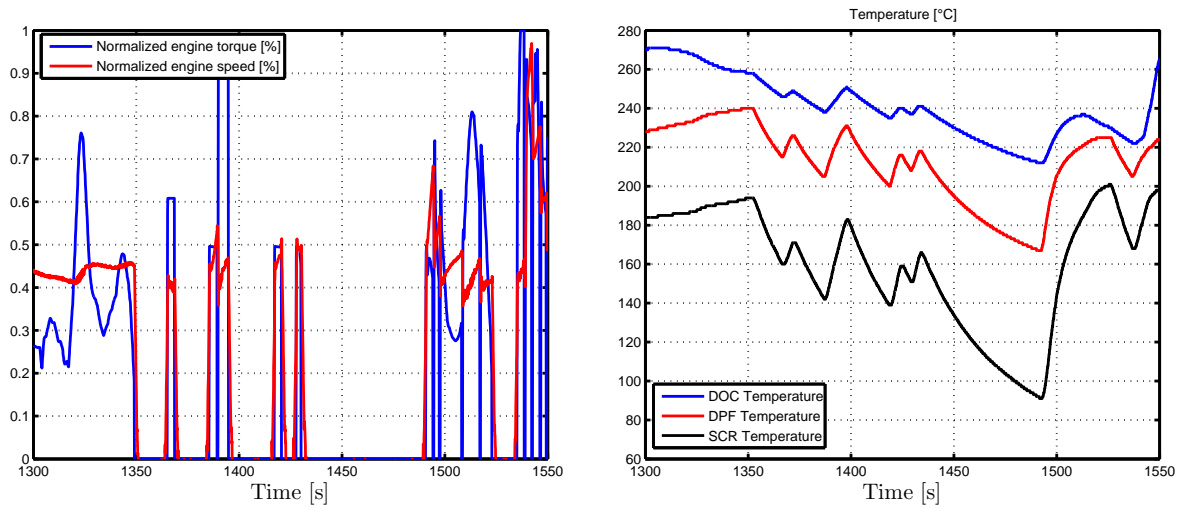 1
0.9
0.8
0.7
0.6
0.5
0.4
0.3
0.2
0.1
0
Normalized engine torque [%]
Normalized engine speed [%]
1300 1350 1400 1450 1500 1550
Time [s]
Temperature [°C]
280
260
240
220
200
180
160
140
120
100
80
60
DOC Temperature
DPF Temperature
SCR Temperature
1300 1350 1400 1450 1500 1550
Time [s]